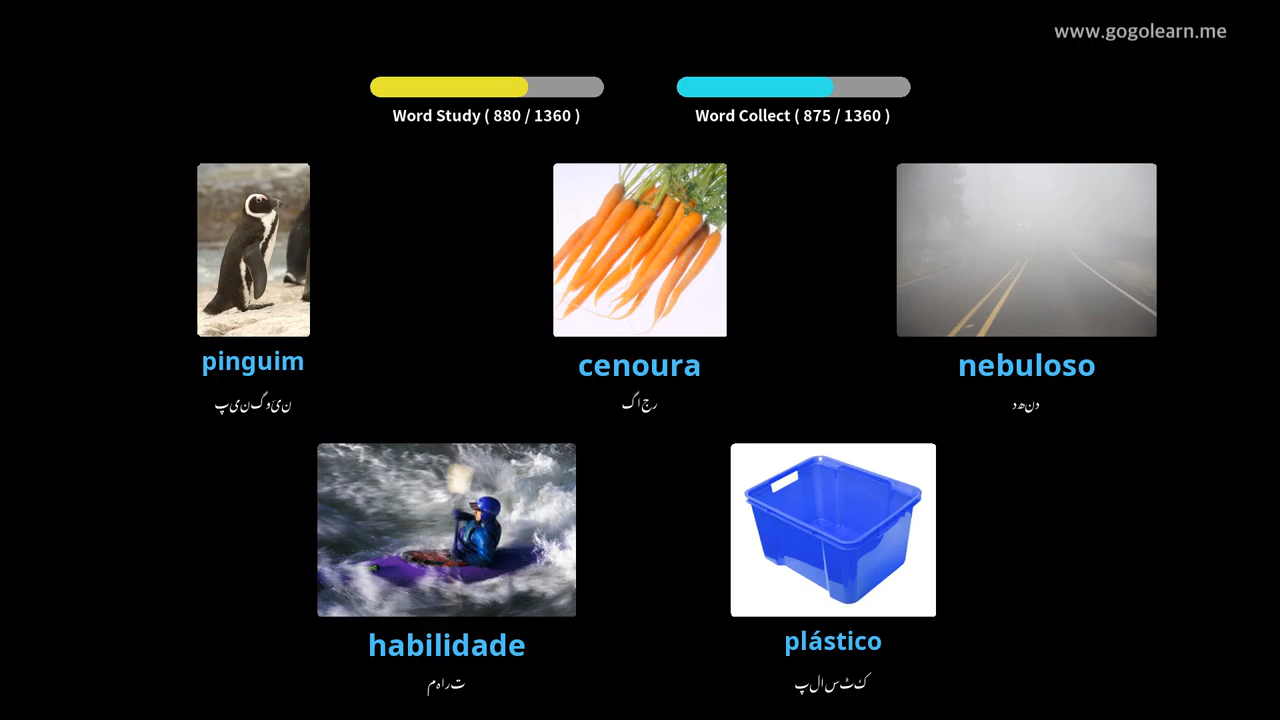 www.gogolearn.me
Word Study ( 880 / 1360 )
Word Collect ( 875 / 1360 )
pinguim
cenoura
nebuloso
پینگوئین
گاجر
دھند
habilidade
plástico
مہارت
پلاسٹک